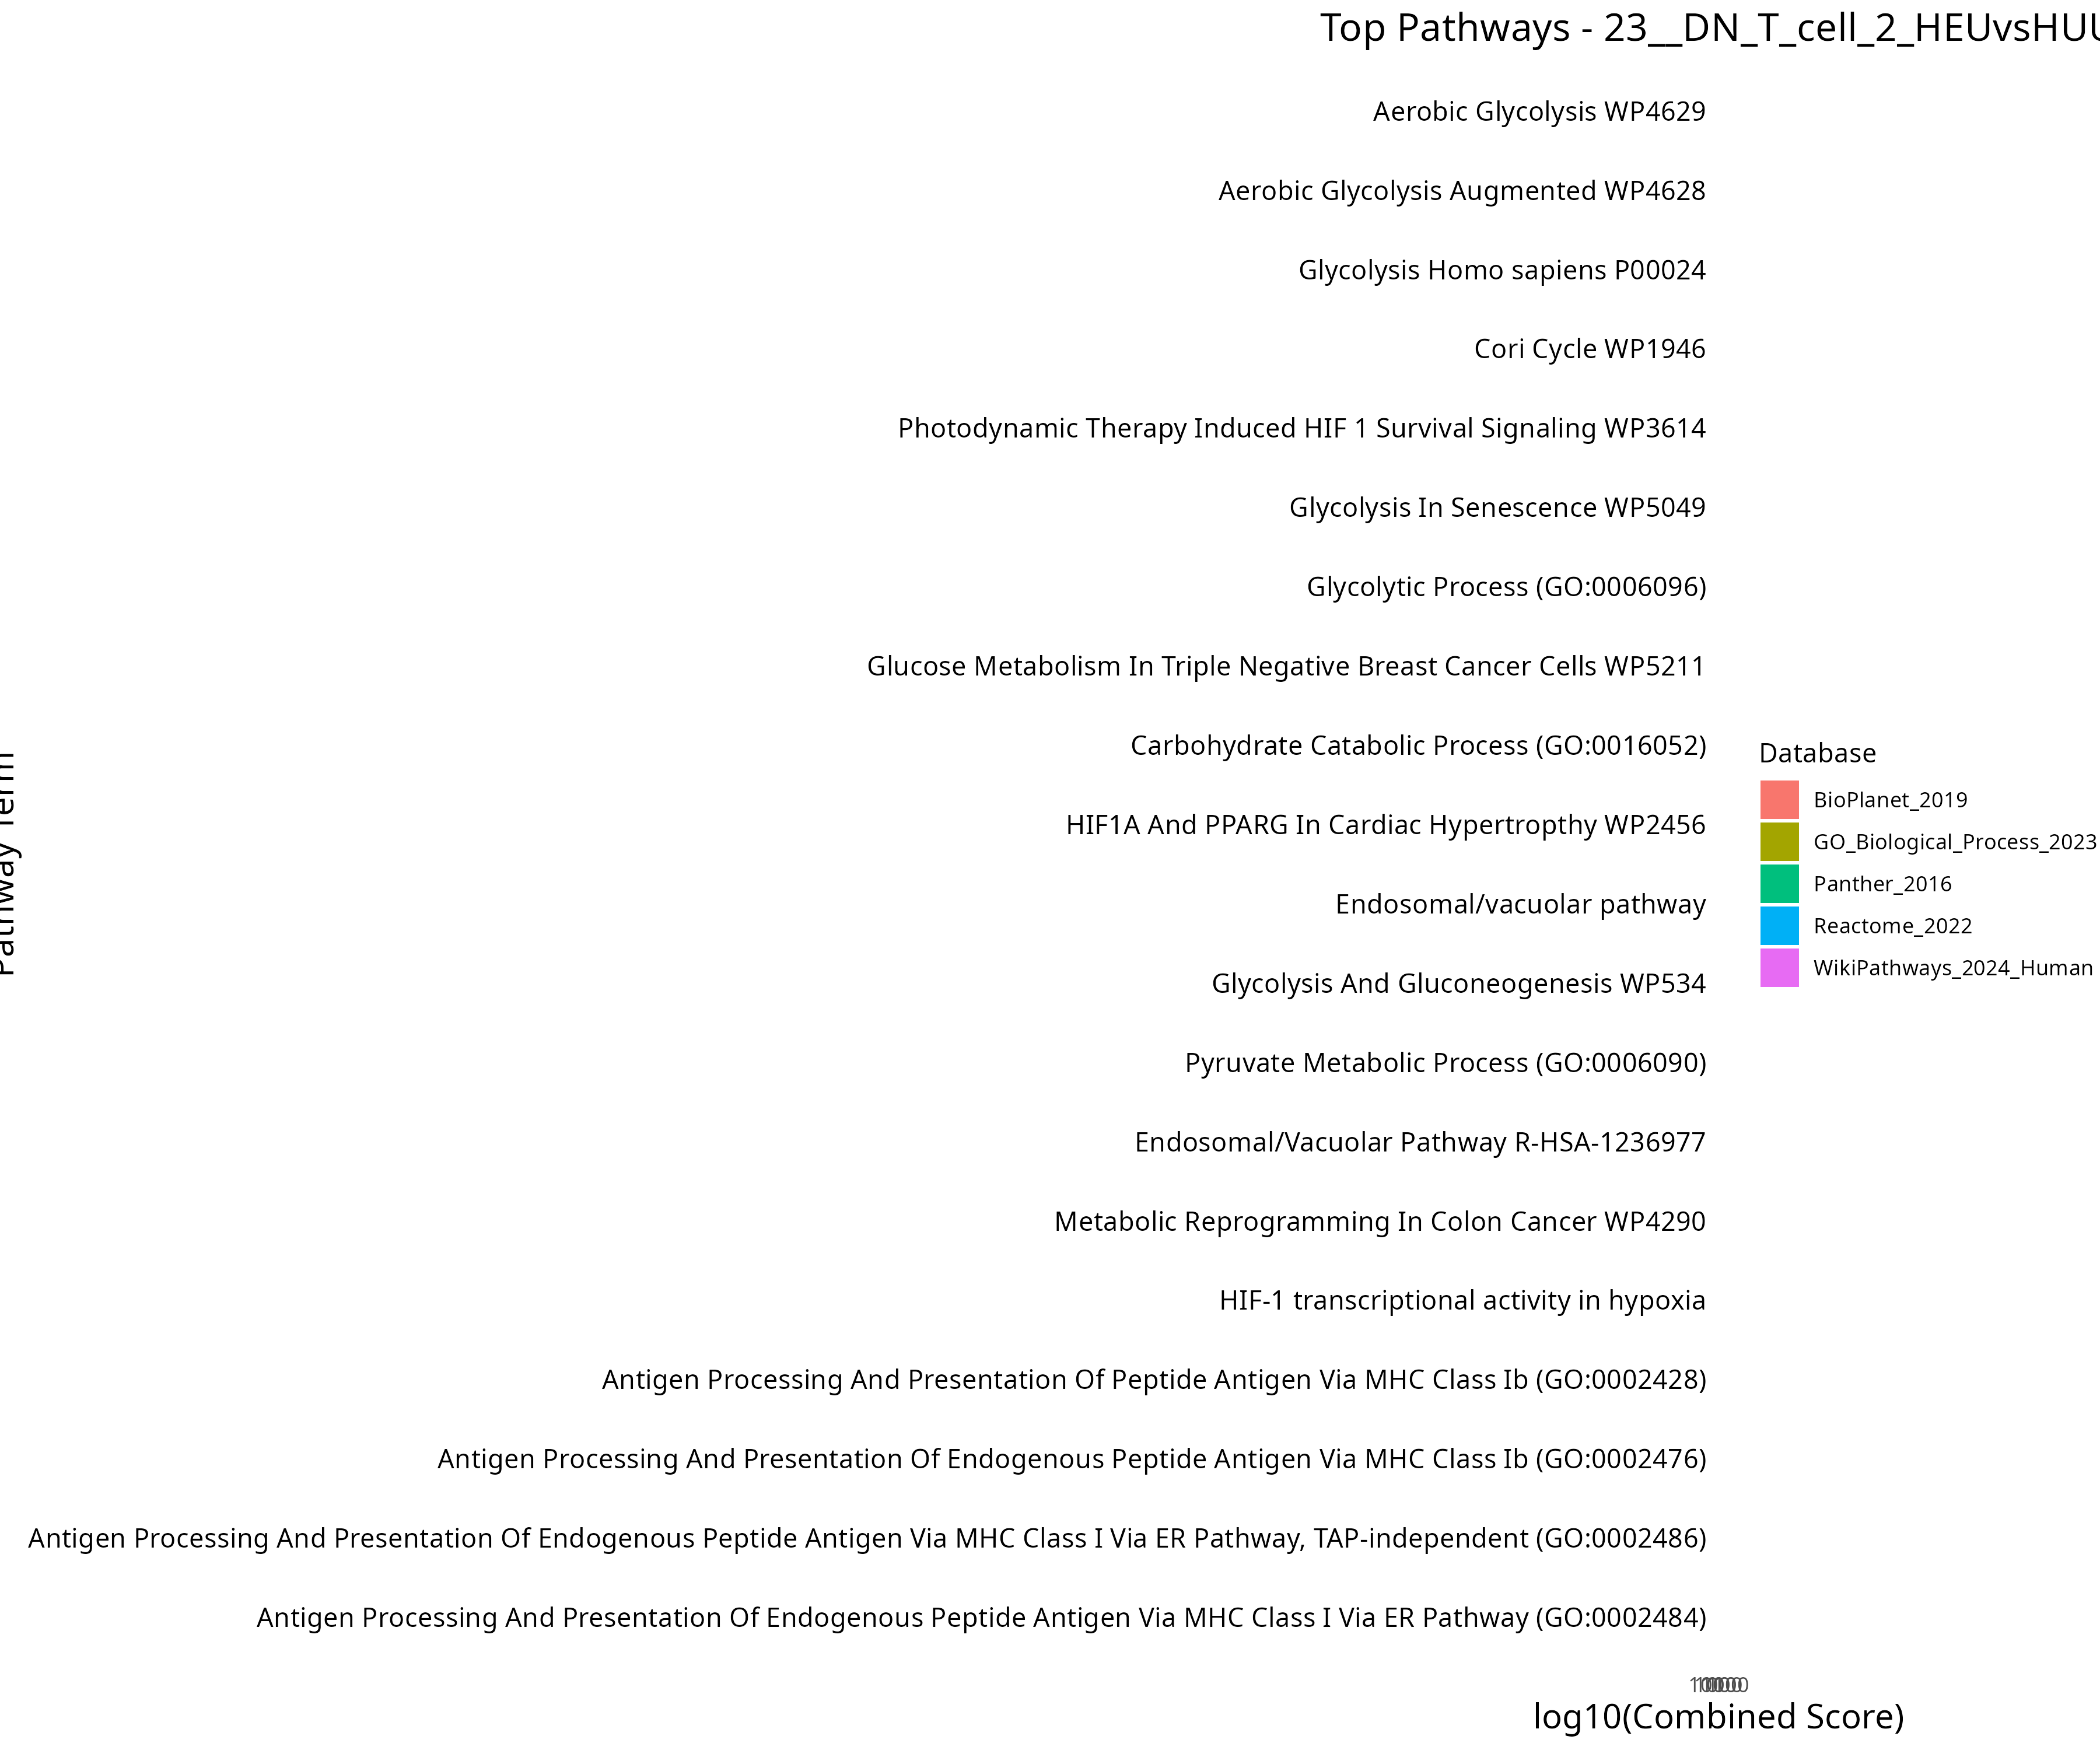 Top Pathways - 23__DN_T_cell_2_HEUvsHUU
Aerobic Glycolysis WP4629
Aerobic Glycolysis Augmented WP4628
Glycolysis Homo sapiens P00024
Cori Cycle WP1946
Photodynamic Therapy Induced HIF 1 Survival Signaling WP3614
Glycolysis In Senescence WP5049
Glycolytic Process (GO:0006096)
Glucose Metabolism In Triple Negative Breast Cancer Cells WP5211
Carbohydrate Catabolic Process (GO:0016052)
HIF1A And PPARG In Cardiac Hypertropthy WP2456
Endosomal/vacuolar pathway
Glycolysis And Gluconeogenesis WP534
Pyruvate Metabolic Process (GO:0006090)
Endosomal/Vacuolar Pathway R-HSA-1236977
Metabolic Reprogramming In Colon Cancer WP4290
HIF-1 transcriptional activity in hypoxia
Antigen Processing And Presentation Of Peptide Antigen Via MHC Class Ib (GO:0002428)
Antigen Processing And Presentation Of Endogenous Peptide Antigen Via MHC Class Ib (GO:0002476)
Antigen Processing And Presentation Of Endogenous Peptide Antigen Via MHC Class I Via ER Pathway, TAP-independent (GO:0002486)
Antigen Processing And Presentation Of Endogenous Peptide Antigen Via MHC Class I Via ER Pathway (GO:0002484)
Pathway Term
log10(Combined Score)
Database
BioPlanet_2019
GO_Biological_Process_2023
Panther_2016
Reactome_2022
WikiPathways_2024_Human